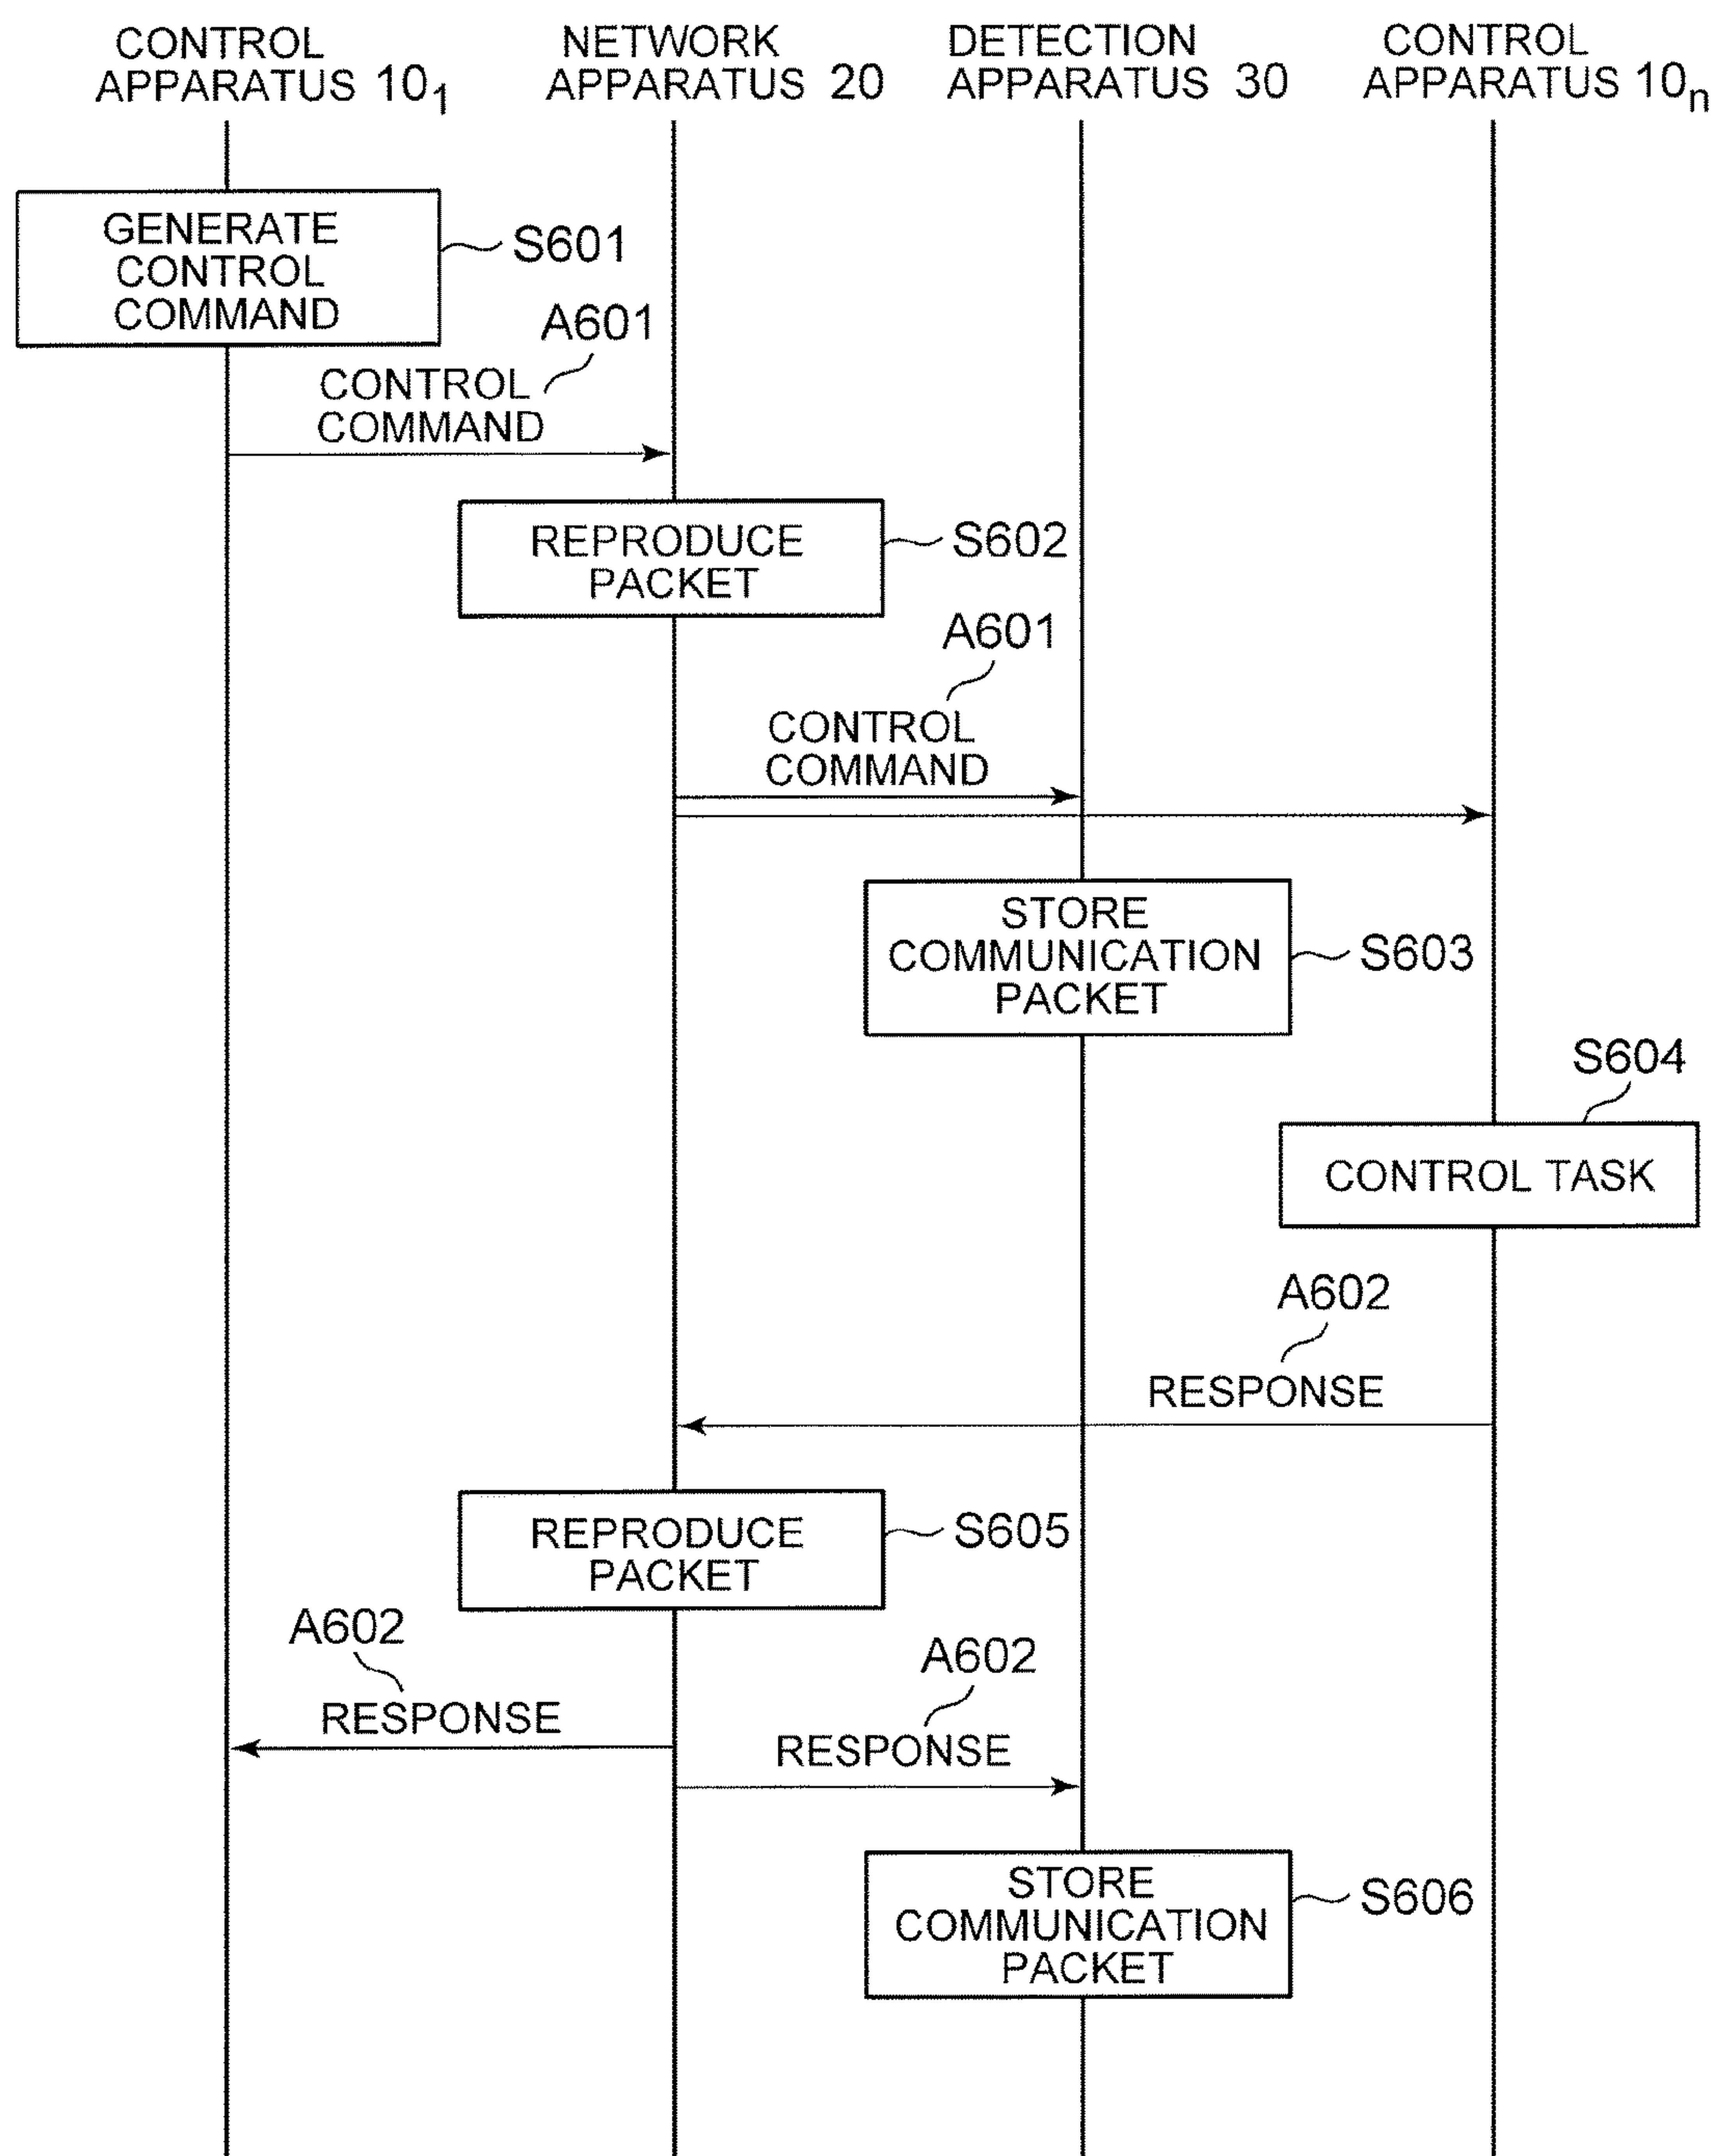 CONTROL
APPARATUS 10₁
NETWORK
APPARATUS 20
DETECTION
APPARATUS 30
CONTROL
APPARATUS 10ₙ
GENERATE
CONTROL
COMMAND
S601
A601
CONTROL
COMMAND
REPRODUCE
PACKET
S602
A601
CONTROL
COMMAND
STORE
COMMUNICATION
PACKET
S603
S604
CONTROL TASK
A602
RESPONSE
REPRODUCE
PACKET
S605
A602
RESPONSE
A602
RESPONSE
STORE
COMMUNICATION
PACKET
S606